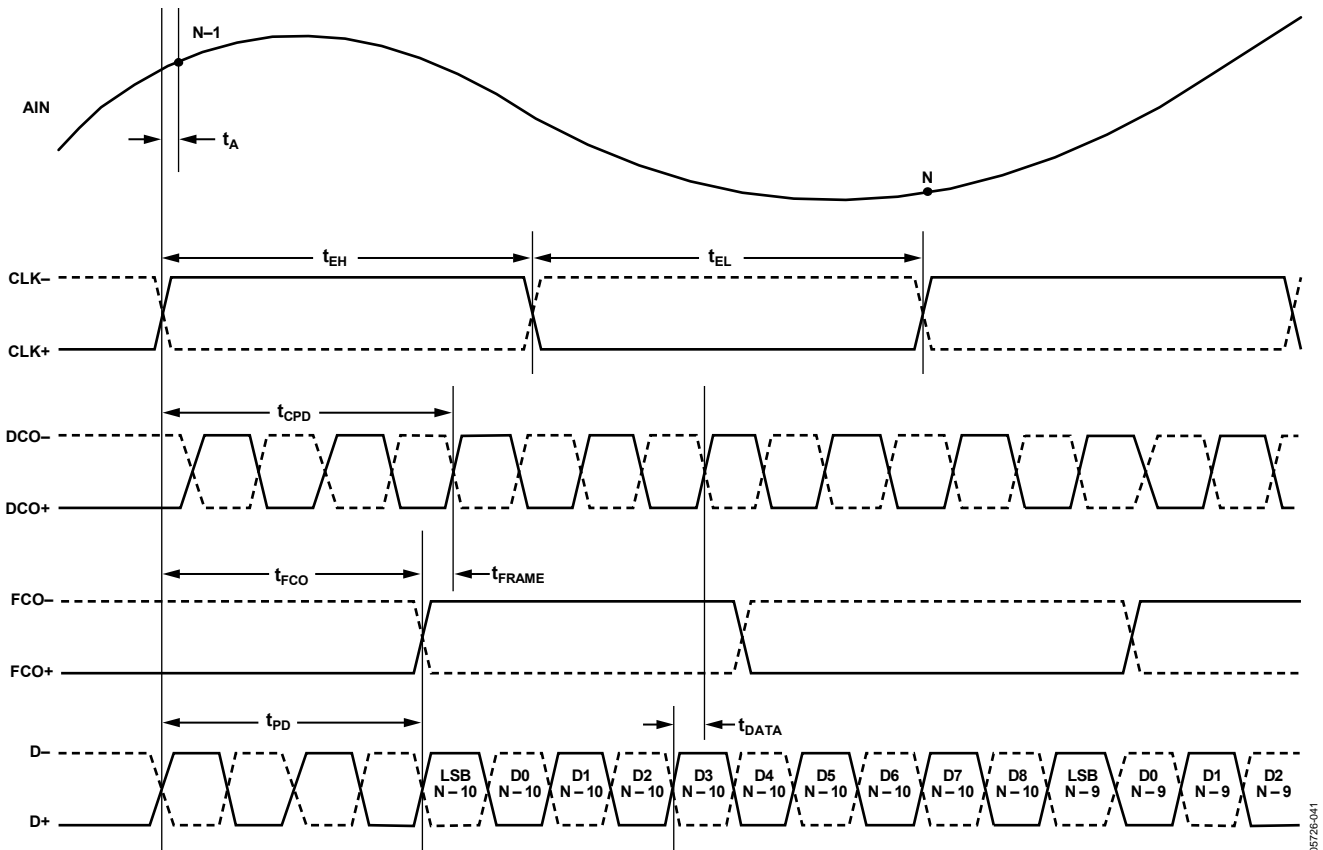 N–1
AIN
tA
N
tEH
tEL
CLK–
CLK+
tCPD
DCO–
DCO+
tFCO
tFRAME
FCO–
FCO+
tPD
tDATA
D–
D+
LSB D0 D1 D2 D3 D4 D5 D6 D7 D8 LSB D0 D1 D2
N – 10 N – 10 N – 10 N – 10 N – 10 N – 10 N – 10 N – 10 N – 10 N – 10 N – 9 N – 9 N – 9 N – 9
05726-041